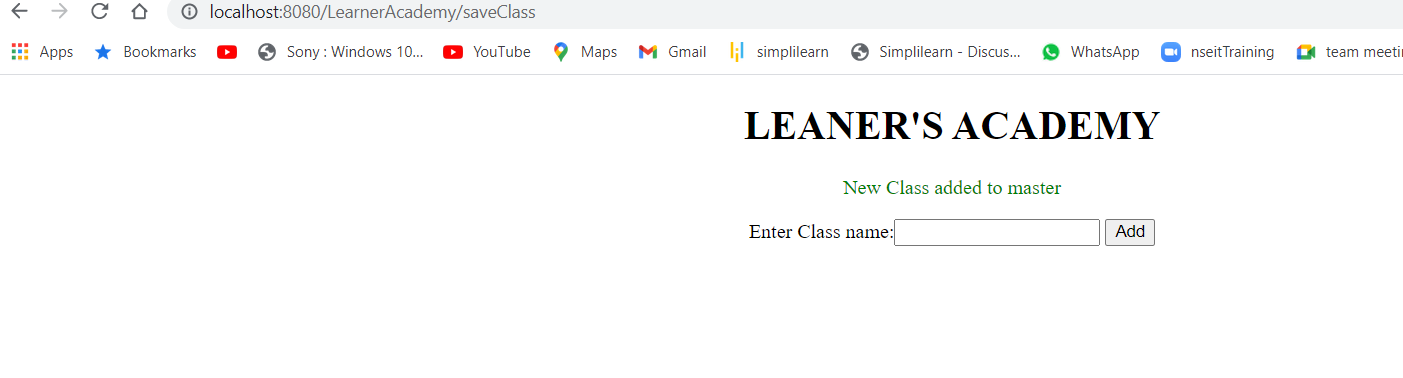 localhost:8080/LearnerAcademy/saveClass
Apps Bookmarks Sony : Windows 10... YouTube Maps Gmail simplilearn Simplilearn - Discus... WhatsApp nseitTraining team meetin
LEANER'S ACADEMY
New Class added to master
Enter Class name: Add